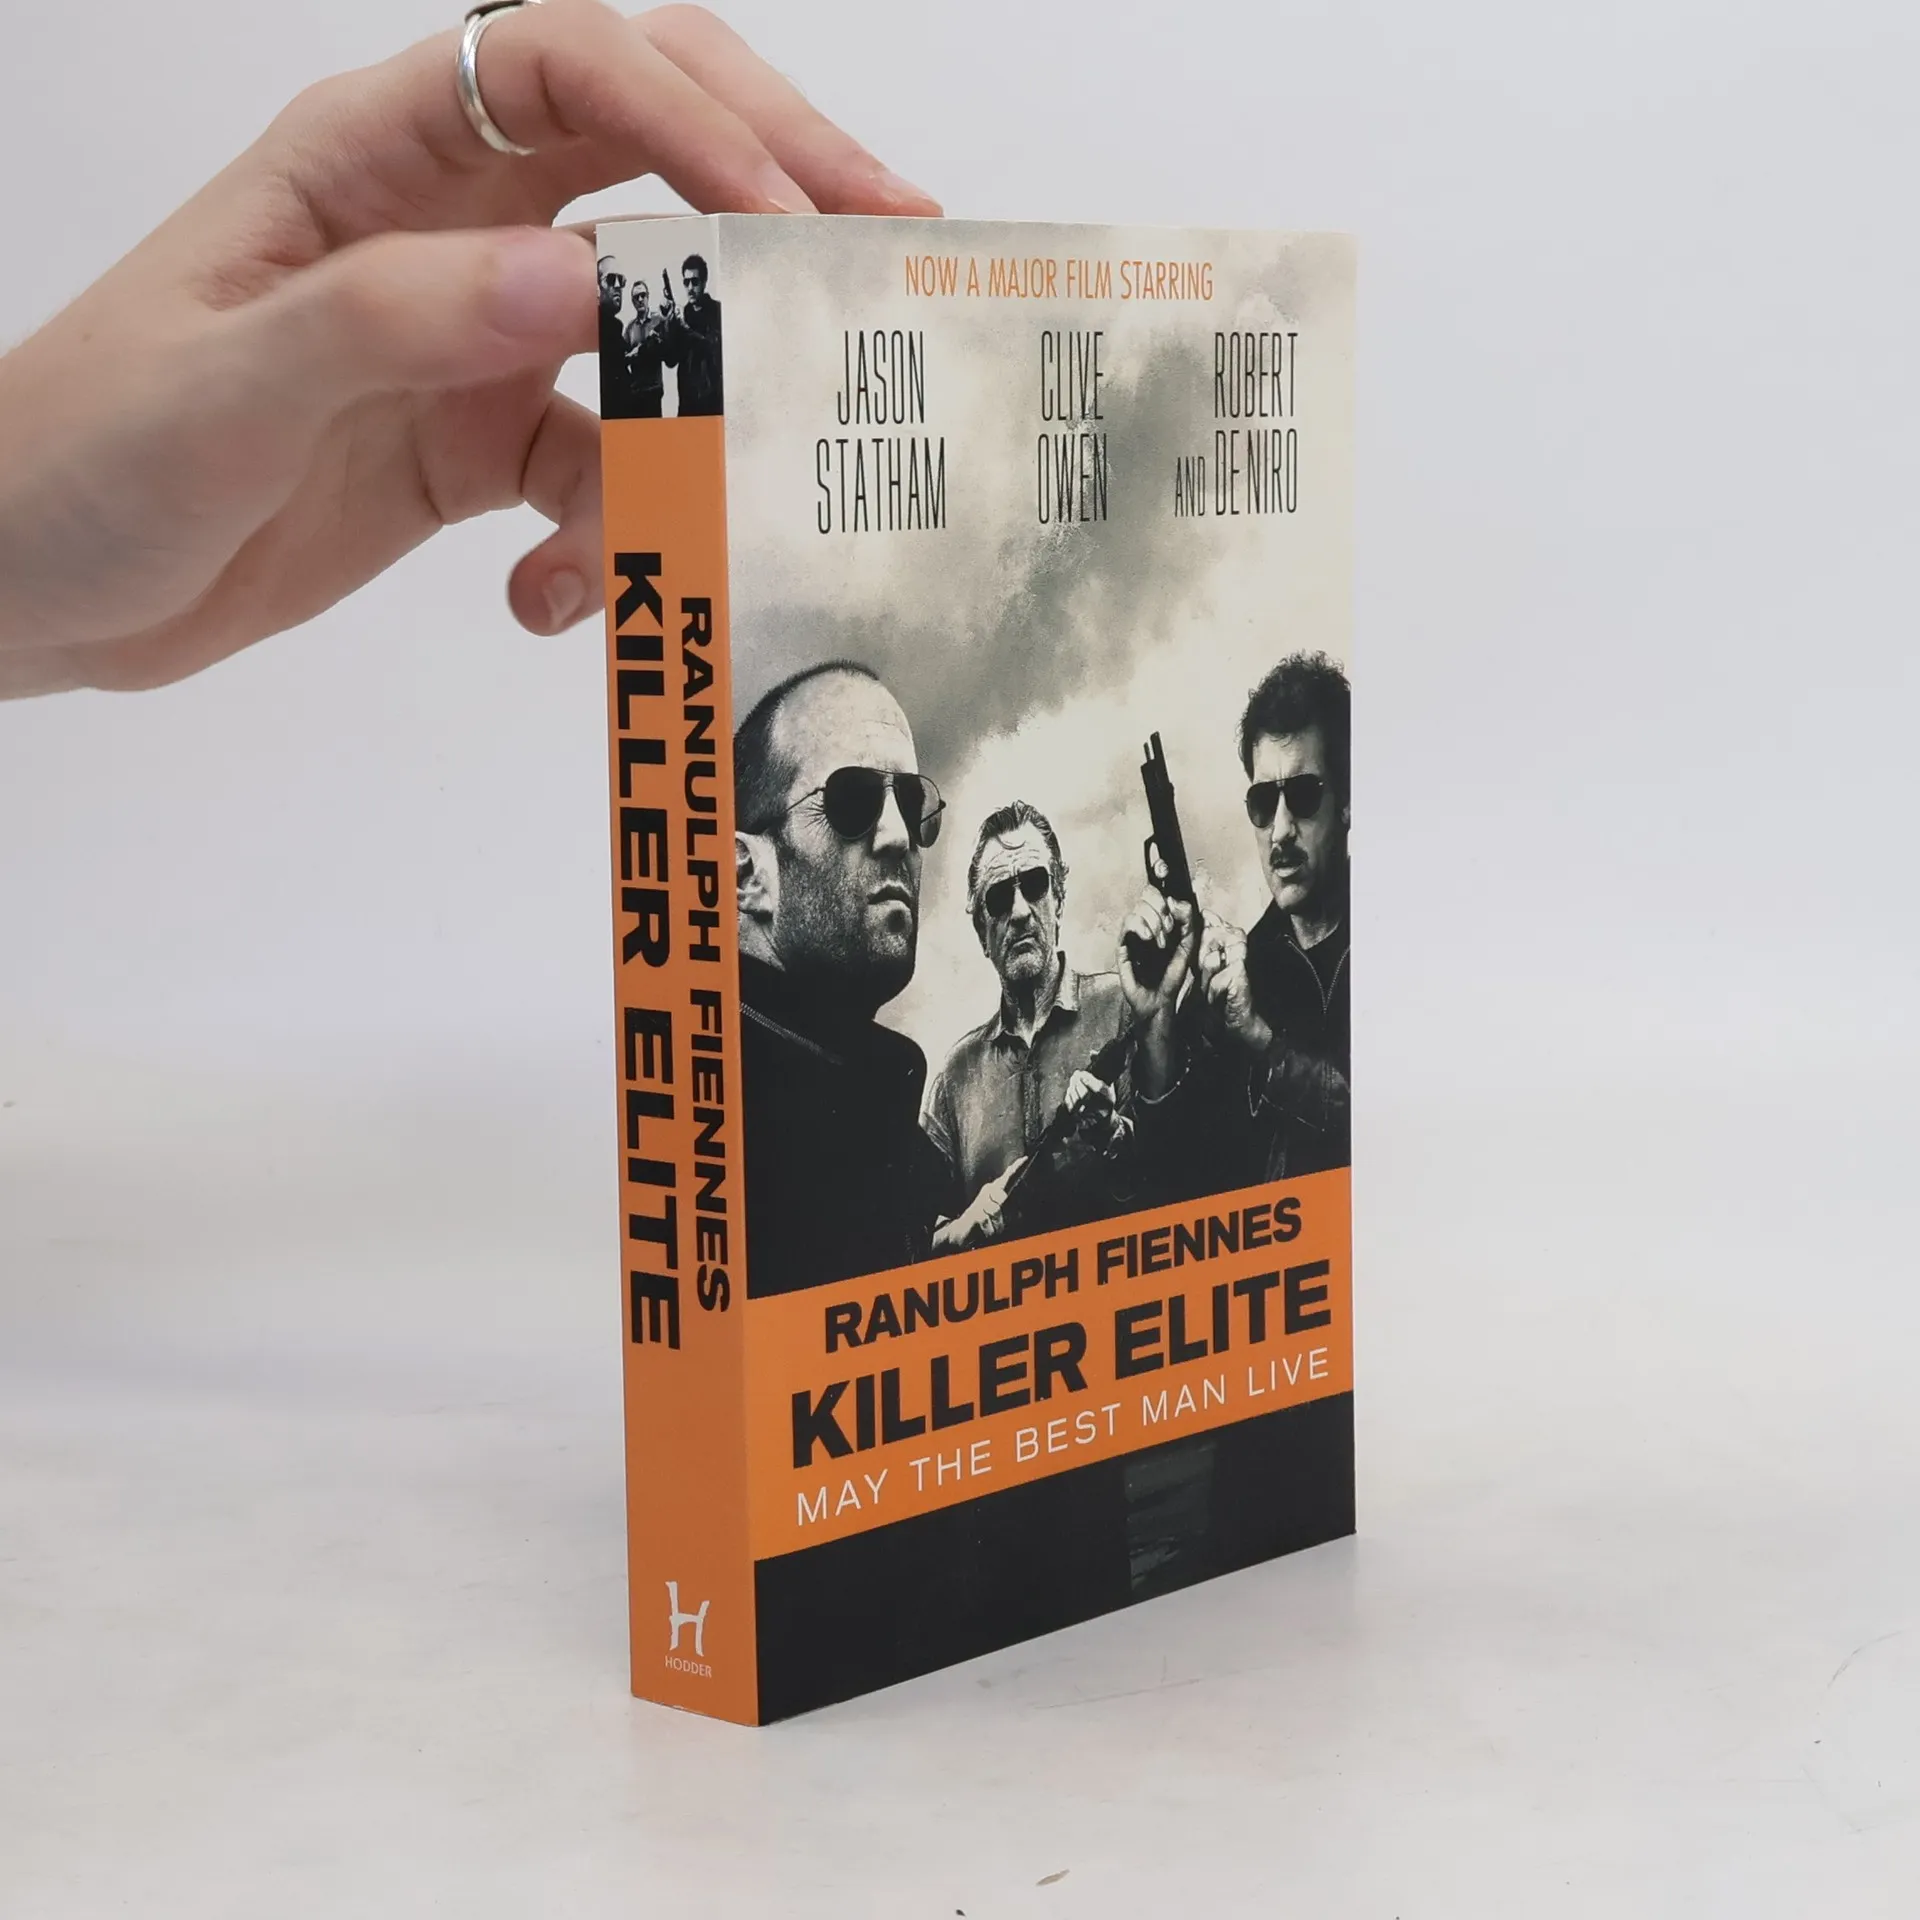 RANULPH FIENNES
KILLER ELITE
HODDER
NOW A MAJOR FILM STARRING
JASON STATHAM
CLIVE OWEN
AND ROBERT DE NIRO
RANULPH FIENNES
KILLER ELITE
MAY THE BEST MAN LIVE